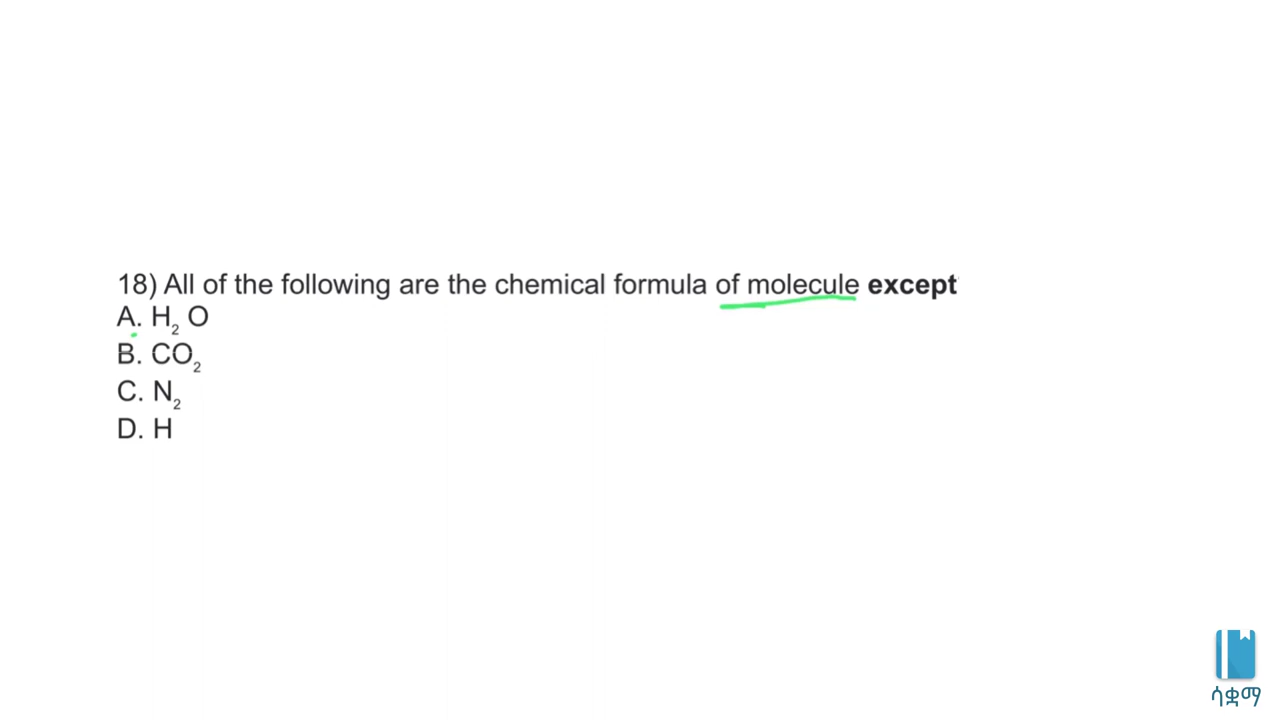 18) All of the following are the chemical formula of molecule except
A. H₂ O
B. CO₂
C. N₂
D. H
ሳቋማ